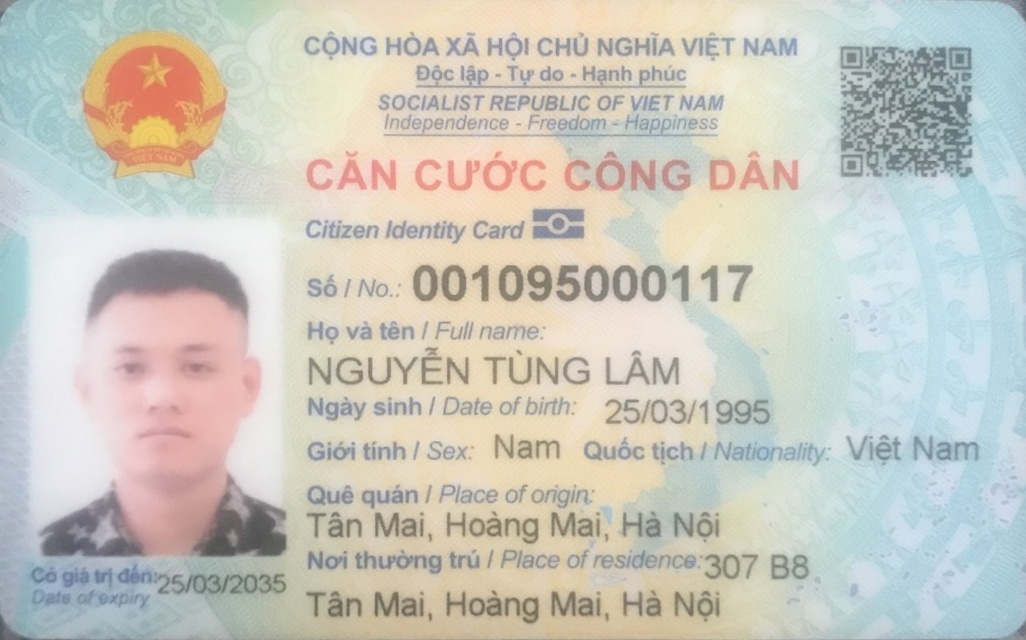 CỘNG HÒA XÃ HỘI CHỦ NGHĨA VIỆT NAM
Độc lập - Tự do - Hạnh phúc
SOCIALIST REPUBLIC OF VIET NAM
Independence - Freedom - Happiness
CĂN CƯỚC CÔNG DÂN
Citizen Identity Card
Số / No.: 001095000117
Họ và tên / Full name:
NGUYỄN TÙNG LÂM
Ngày sinh / Date of birth: 25/03/1995
Giới tính / Sex: Nam Quốc tịch / Nationality: Việt Nam
Quê quán / Place of origin:
Tân Mai, Hoàng Mai, Hà Nội
Nơi thường trú / Place of residence: 307 B8
Tân Mai, Hoàng Mai, Hà Nội
Có giá trị đến: 25/03/2035
Date of expiry
VIỆT NAM